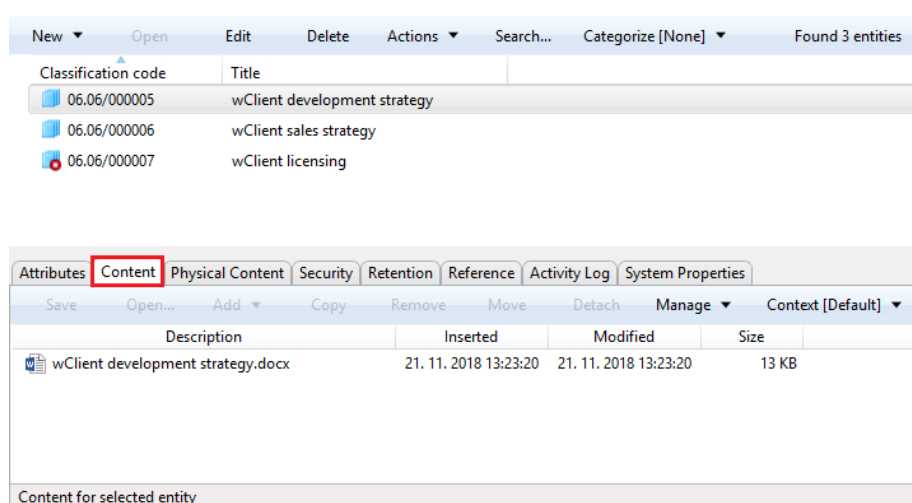 New Open Edit Delete Actions Search... Categorize [None] Found 3 entities
Classification code Title
06.06/000005 wClient development strategy
06.06/000006 wClient sales strategy
06.06/000007 wClient licensing
Attributes Content Physical Content Security Retention Reference Activity Log System Properties
Save Open... Add Copy Remove Move Detach Manage Context [Default]
Description Inserted Modified Size
wClient development strategy.docx 21. 11. 2018 13:23:20 21. 11. 2018 13:23:20 13 KB
Content for selected entity